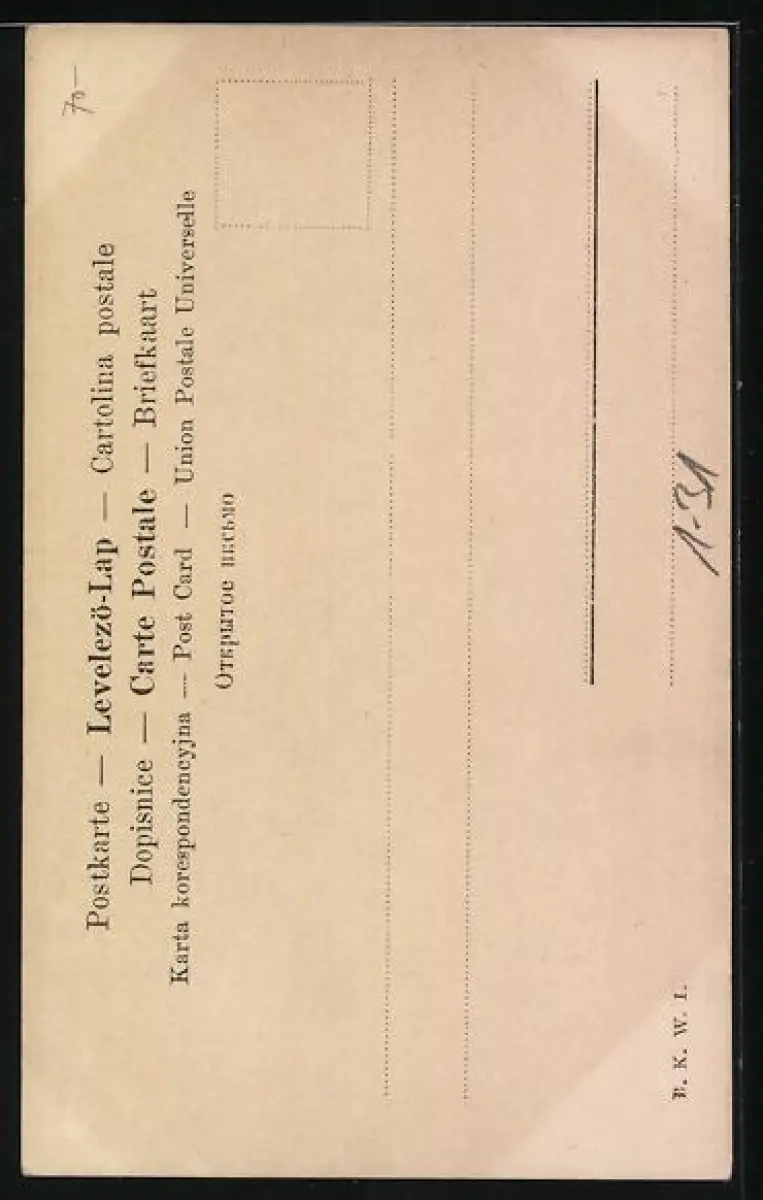 70-
Postkarte — Levelező-Lap — Cartolina postale
Dopisnice — Carte Postale — Briefkaart
Karta korespondencyjna — Post Card — Union Postale Universelle
Открытое письмо
1-31
B. K. W. I.